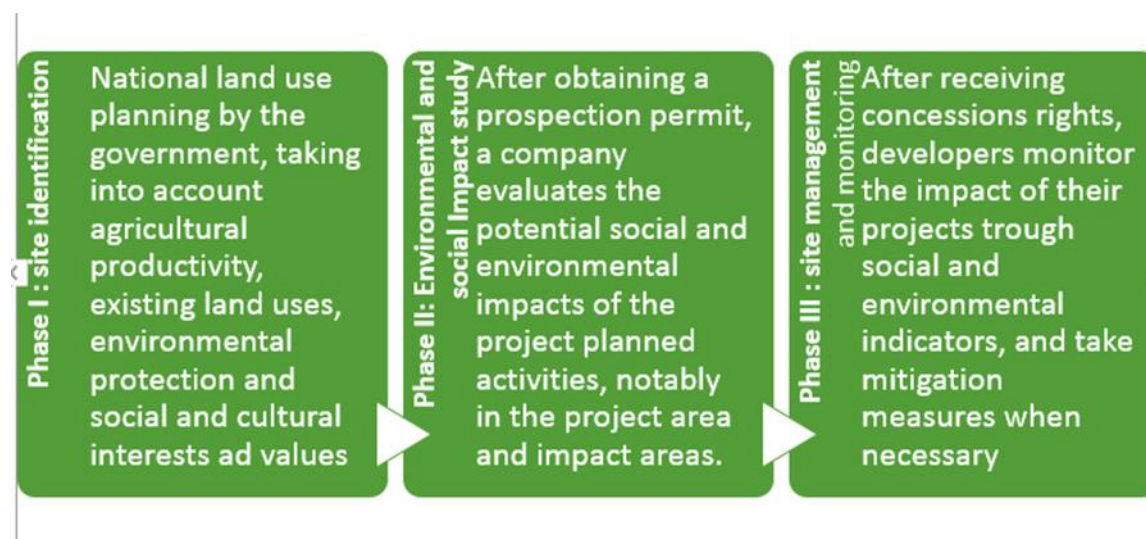 Phase I : site identification
National land use
planning by the
government, taking
into account
agricultural
productivity,
existing land uses,
environmental
protection and
social and cultural
interests ad values
Phase II: Environmental and
social Impact study
After obtaining a
prospection permit,
a company
evaluates the
potential social and
environmental
impacts of the
project planned
activities, notably
in the project area
and impact areas.
Phase III : site management
and monitoring
After receiving
concessions rights,
developers monitor
the impact of their
projects trough
social and
environmental
indicators, and take
mitigation
measures when
necessary